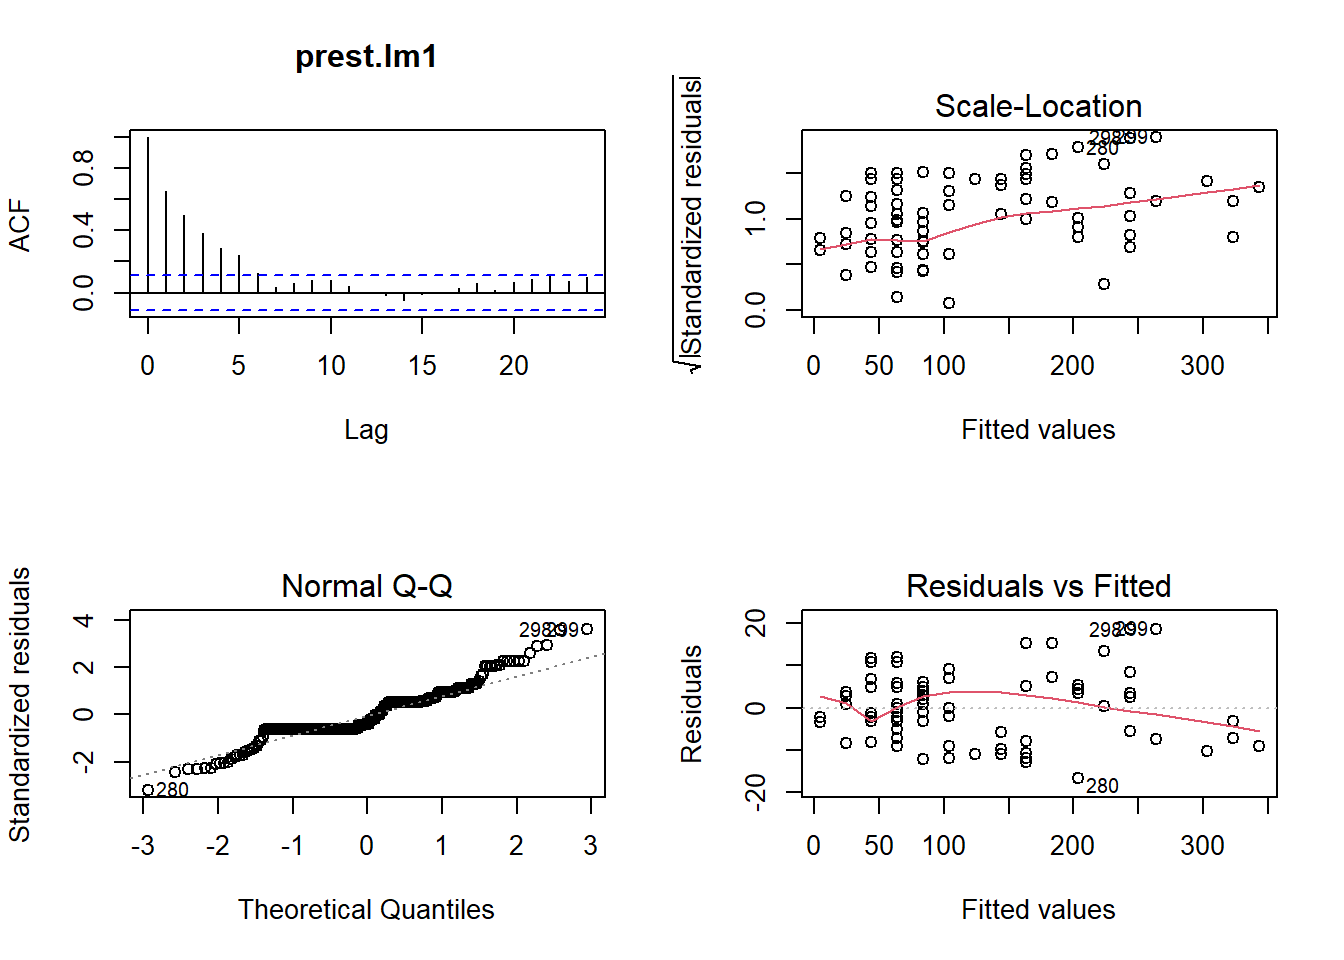 prest.lm1
ACF
0.0 0.4 0.8
0 5 10 15 20
Lag
Scale-Location
√|Standardized residuals|
0.0 1.0
298 299
280
0 50 100 200 300
Fitted values
Normal Q-Q
Standardized residuals
-2 0 2 4
298 299
280
-3 -2 -1 0 1 2 3
Theoretical Quantiles
Residuals vs Fitted
Residuals
-20 0 20
298 299
280
0 50 100 200 300
Fitted values